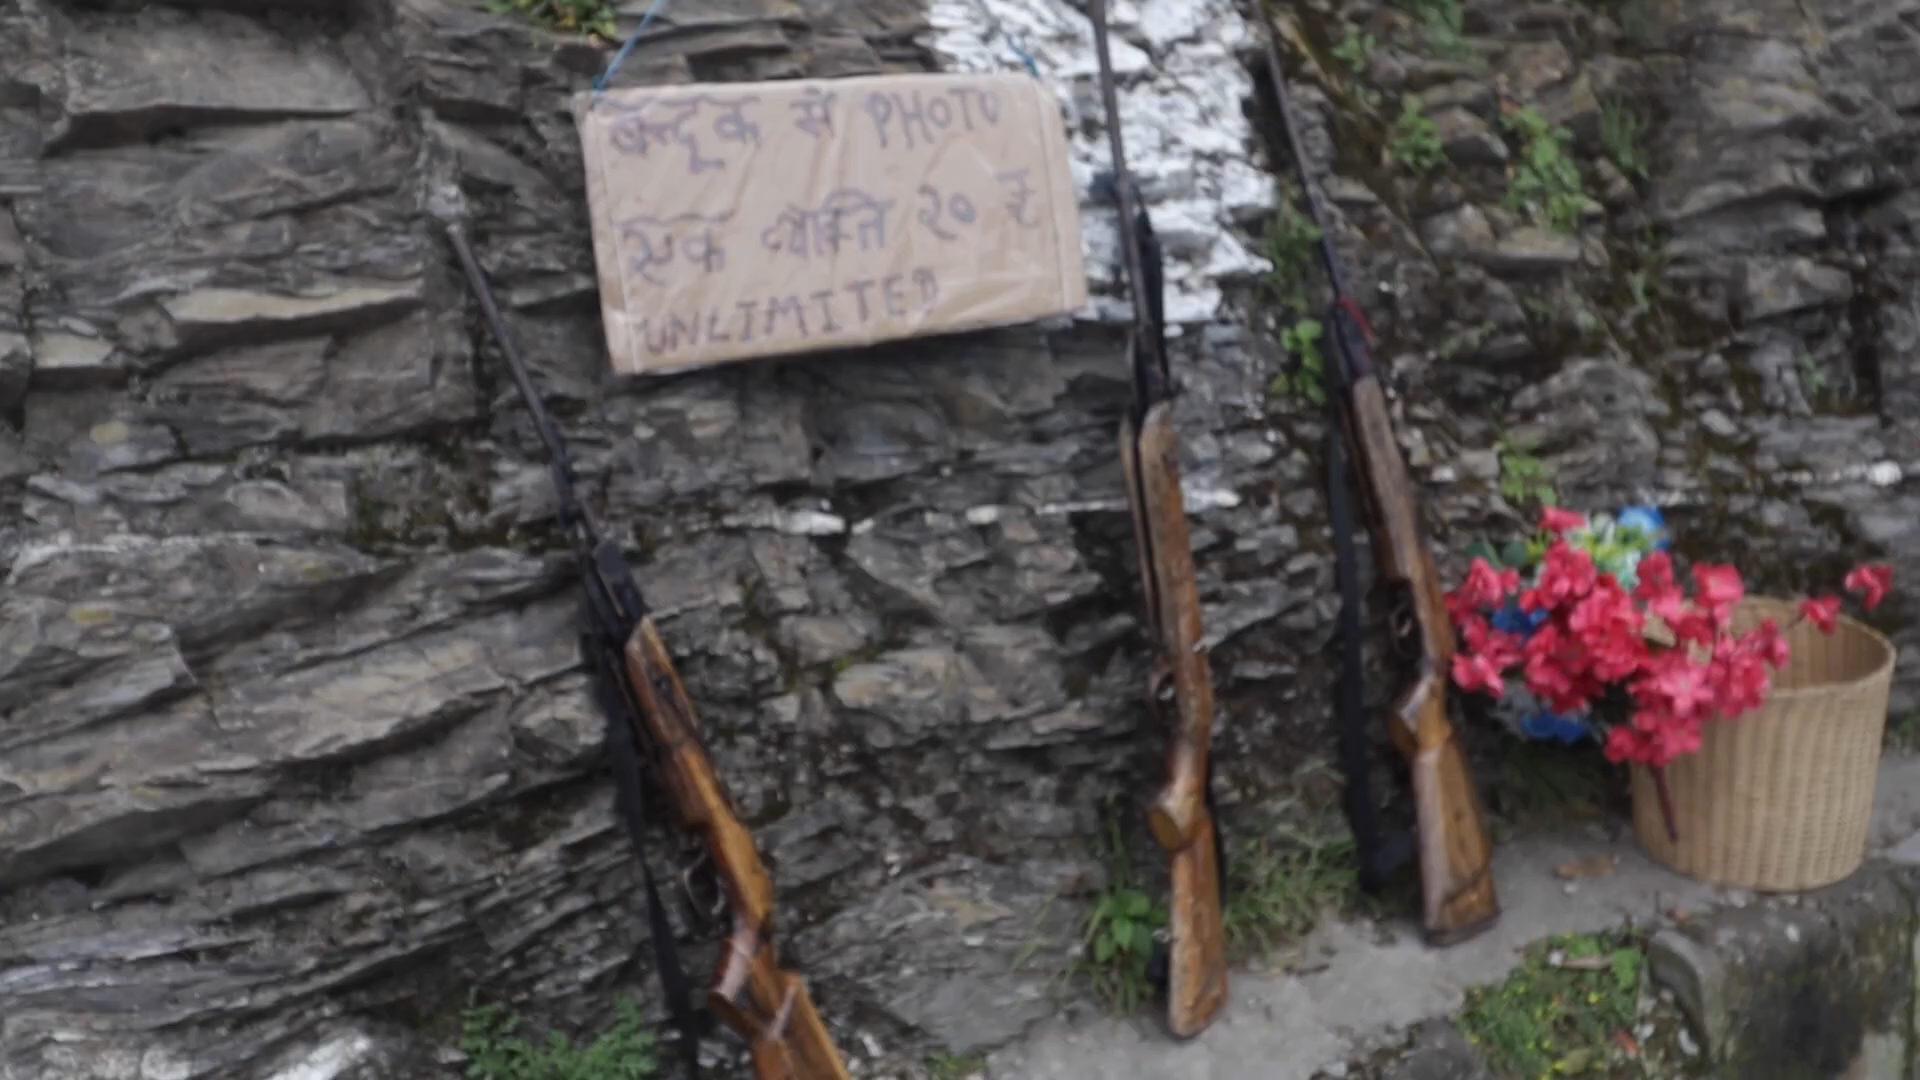 बन्दूक से PHOTO
एक व्यक्ति २० रु
UNLIMITED